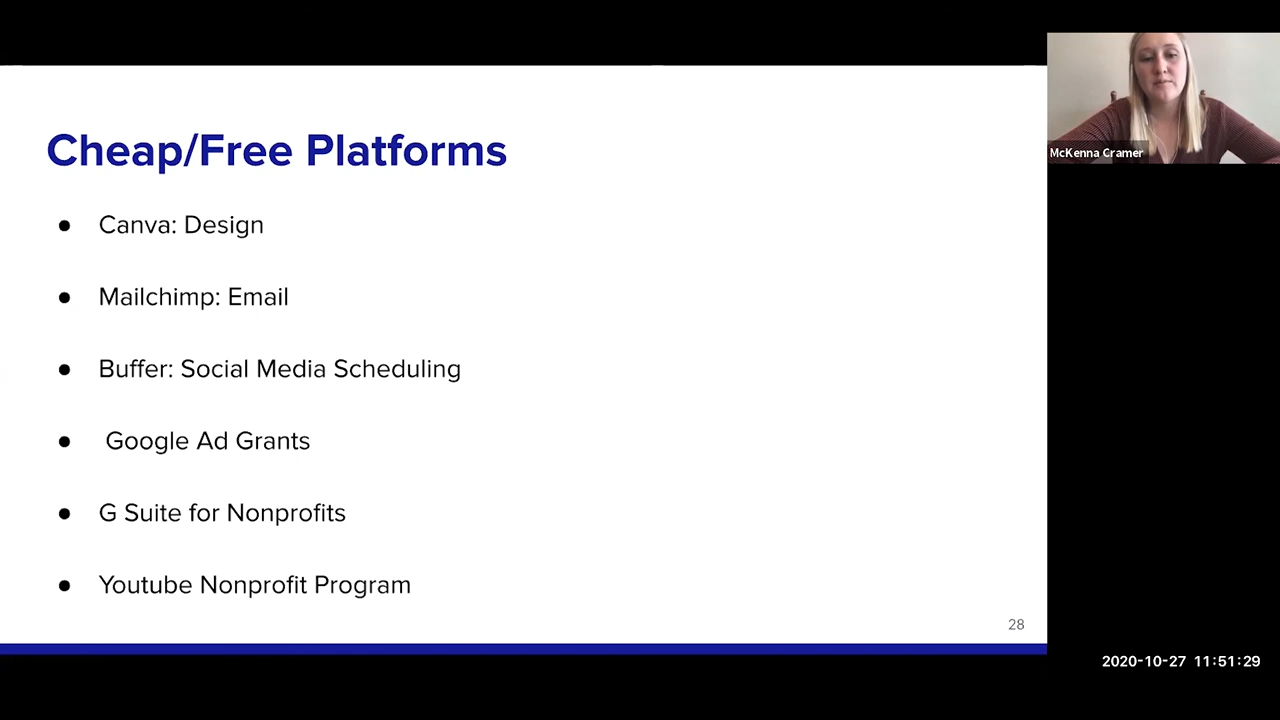 Cheap/Free Platforms
● Canva: Design
● Mailchimp: Email
● Buffer: Social Media Scheduling
● Google Ad Grants
● G Suite for Nonprofits
● Youtube Nonprofit Program
28
McKenna Cramer
2020-10-27 11:51:29